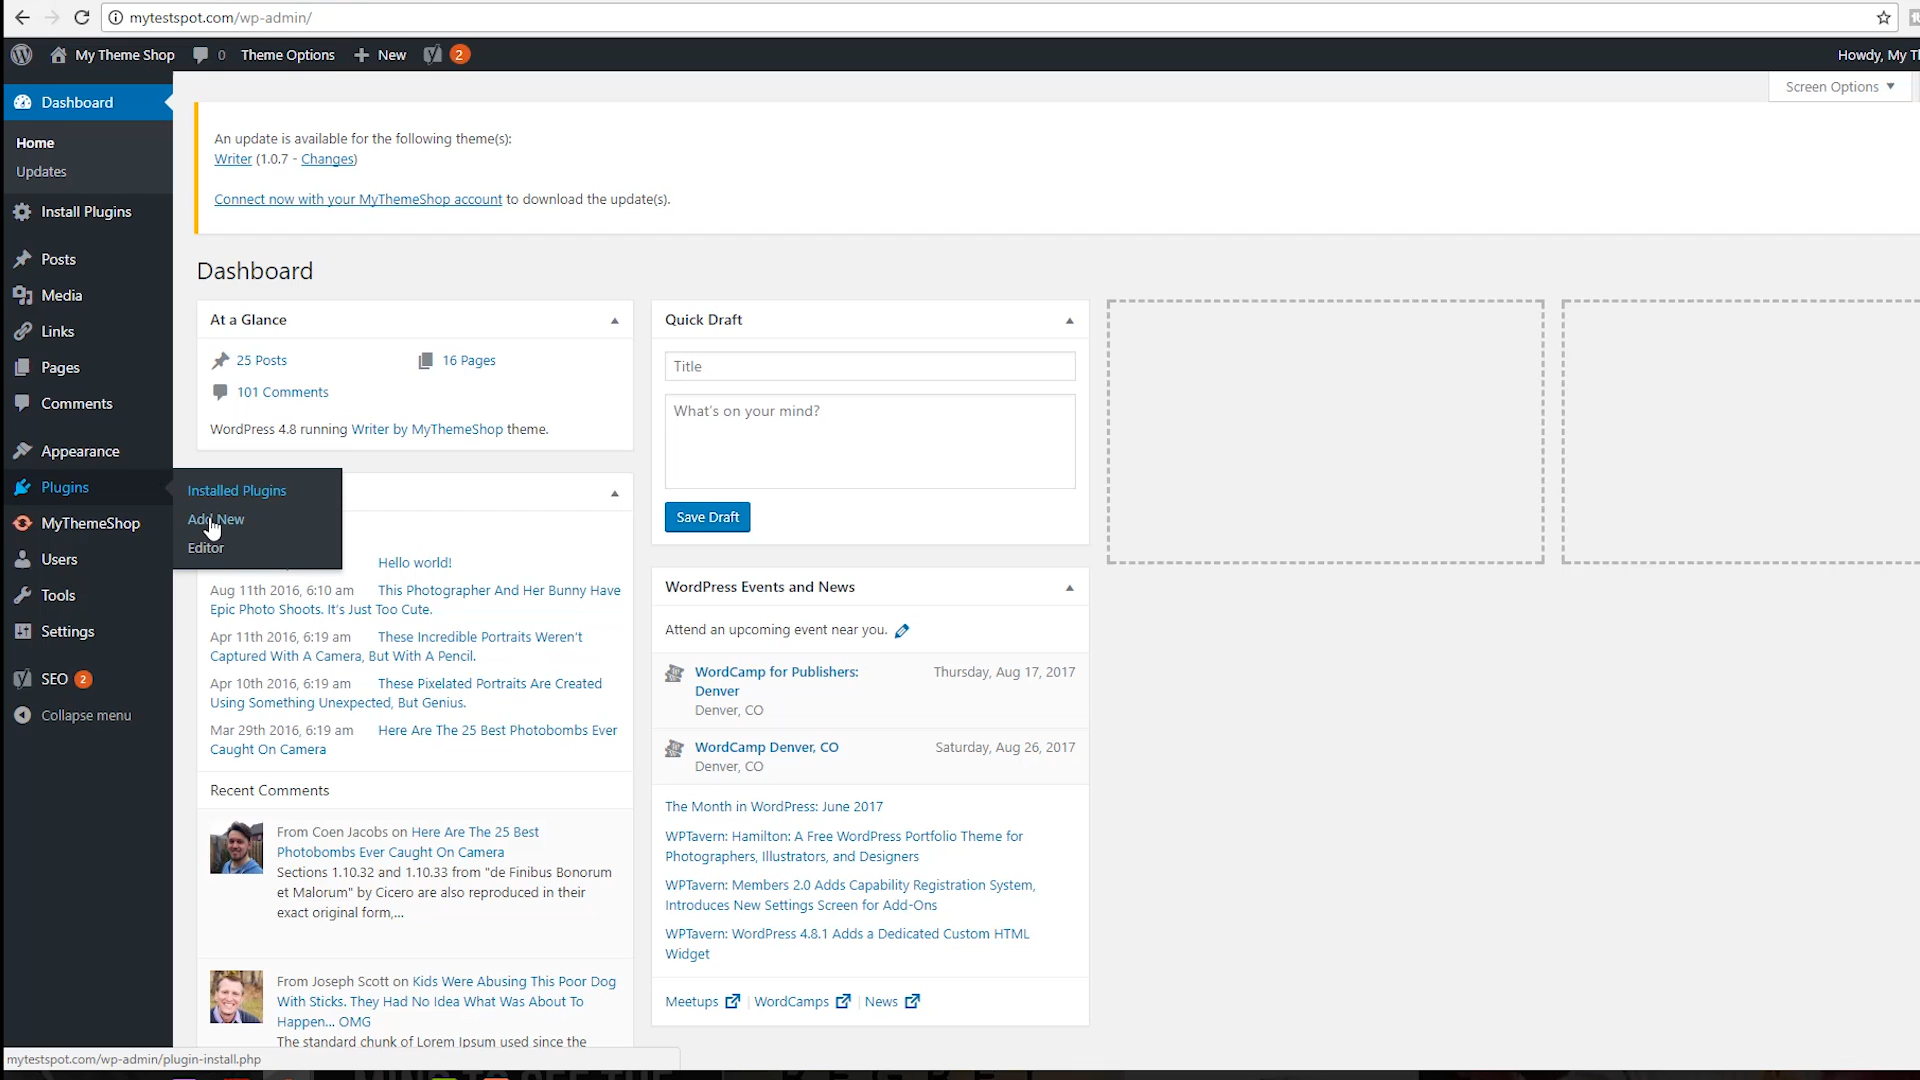 mytestspot.com/wp-admin/
My Theme Shop
0
Theme Options
New
2
Howdy, My Th
Screen Options
Dashboard
Home
Updates
Install Plugins
Posts
Media
Links
Pages
Comments
Appearance
Plugins
MyThemeShop
Users
Tools
Settings
SEO 2
Collapse menu
Installed Plugins
Add New
Editor
An update is available for the following theme(s):
Writer (1.0.7 - Changes)
Connect now with your MyThemeShop account to download the update(s).
Dashboard
At a Glance
25 Posts
16 Pages
101 Comments
WordPress 4.8 running Writer by MyThemeShop theme.
Hello world!
Aug 11th 2016, 6:10 am This Photographer And Her Bunny Have
Epic Photo Shoots. It's Just Too Cute.
Apr 11th 2016, 6:19 am These Incredible Portraits Weren't
Captured With A Camera, But With A Pencil.
Apr 10th 2016, 6:19 am These Pixelated Portraits Are Created
Using Something Unexpected, But Genius.
Mar 29th 2016, 6:19 am Here Are The 25 Best Photobombs Ever
Caught On Camera
Recent Comments
From Coen Jacobs on Here Are The 25 Best
Photobombs Ever Caught On Camera
Sections 1.10.32 and 1.10.33 from "de Finibus Bonorum
et Malorum" by Cicero are also reproduced in their
exact original form,...
From Joseph Scott on Kids Were Abusing This Poor Dog
With Sticks. They Had No Idea What Was About To
Happen... OMG
The standard chunk of Lorem Ipsum used since the
Quick Draft
Title
What's on your mind?
Save Draft
WordPress Events and News
Attend an upcoming event near you.
WordCamp for Publishers:
Denver
Denver, CO
Thursday, Aug 17, 2017
WordCamp Denver, CO
Denver, CO
Saturday, Aug 26, 2017
The Month in WordPress: June 2017
WPTavern: Hamilton: A Free WordPress Portfolio Theme for
Photographers, Illustrators, and Designers
WPTavern: Members 2.0 Adds Capability Registration System,
Introduces New Settings Screen for Add-Ons
WPTavern: WordPress 4.8.1 Adds a Dedicated Custom HTML
Widget
Meetups | WordCamps | News
mytestspot.com/wp-admin/plugin-install.php